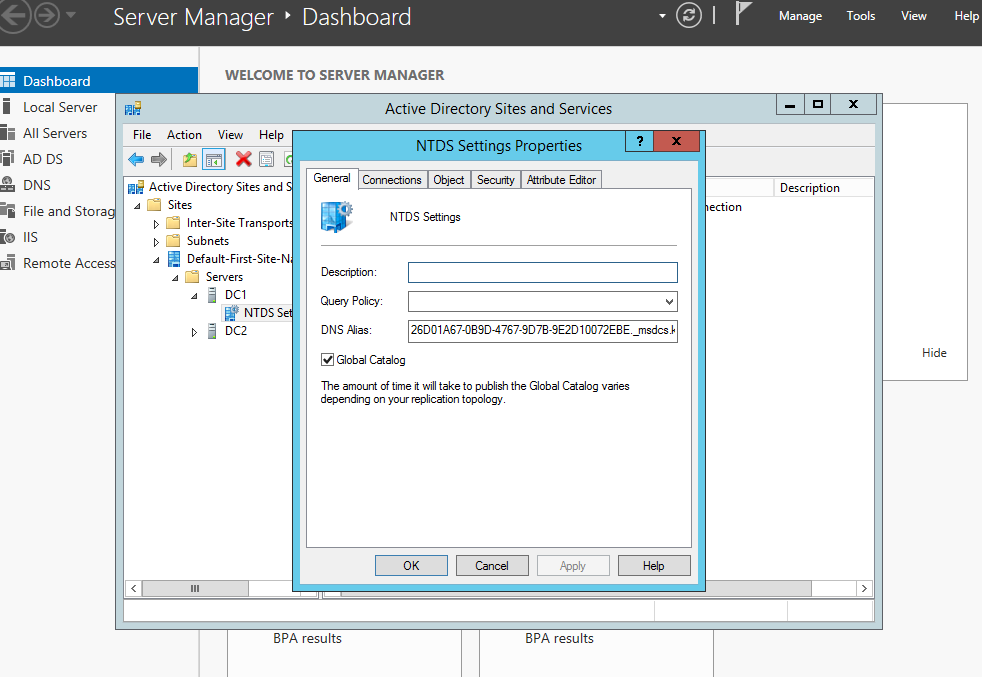 Server Manager ‣ Dashboard
Manage Tools View Help
Dashboard
Local Server
All Servers
AD DS
DNS
File and Storag
IIS
Remote Access
WELCOME TO SERVER MANAGER
Hide
BPA results
BPA results
Active Directory Sites and Services
File Action View Help
Active Directory Sites and S
Sites
Inter-Site Transports
Subnets
Default-First-Site-Na
Servers
DC1
NTDS Set
DC2
Description
nection
NTDS Settings Properties
? x
General Connections Object Security Attribute Editor
NTDS Settings
Description:
Query Policy:
DNS Alias: 26D01A67-0B9D-4767-9D7B-9E2D10072EBE._msdcs.k
Global Catalog
The amount of time it will take to publish the Global Catalog varies
depending on your replication topology.
OK Cancel Apply Help